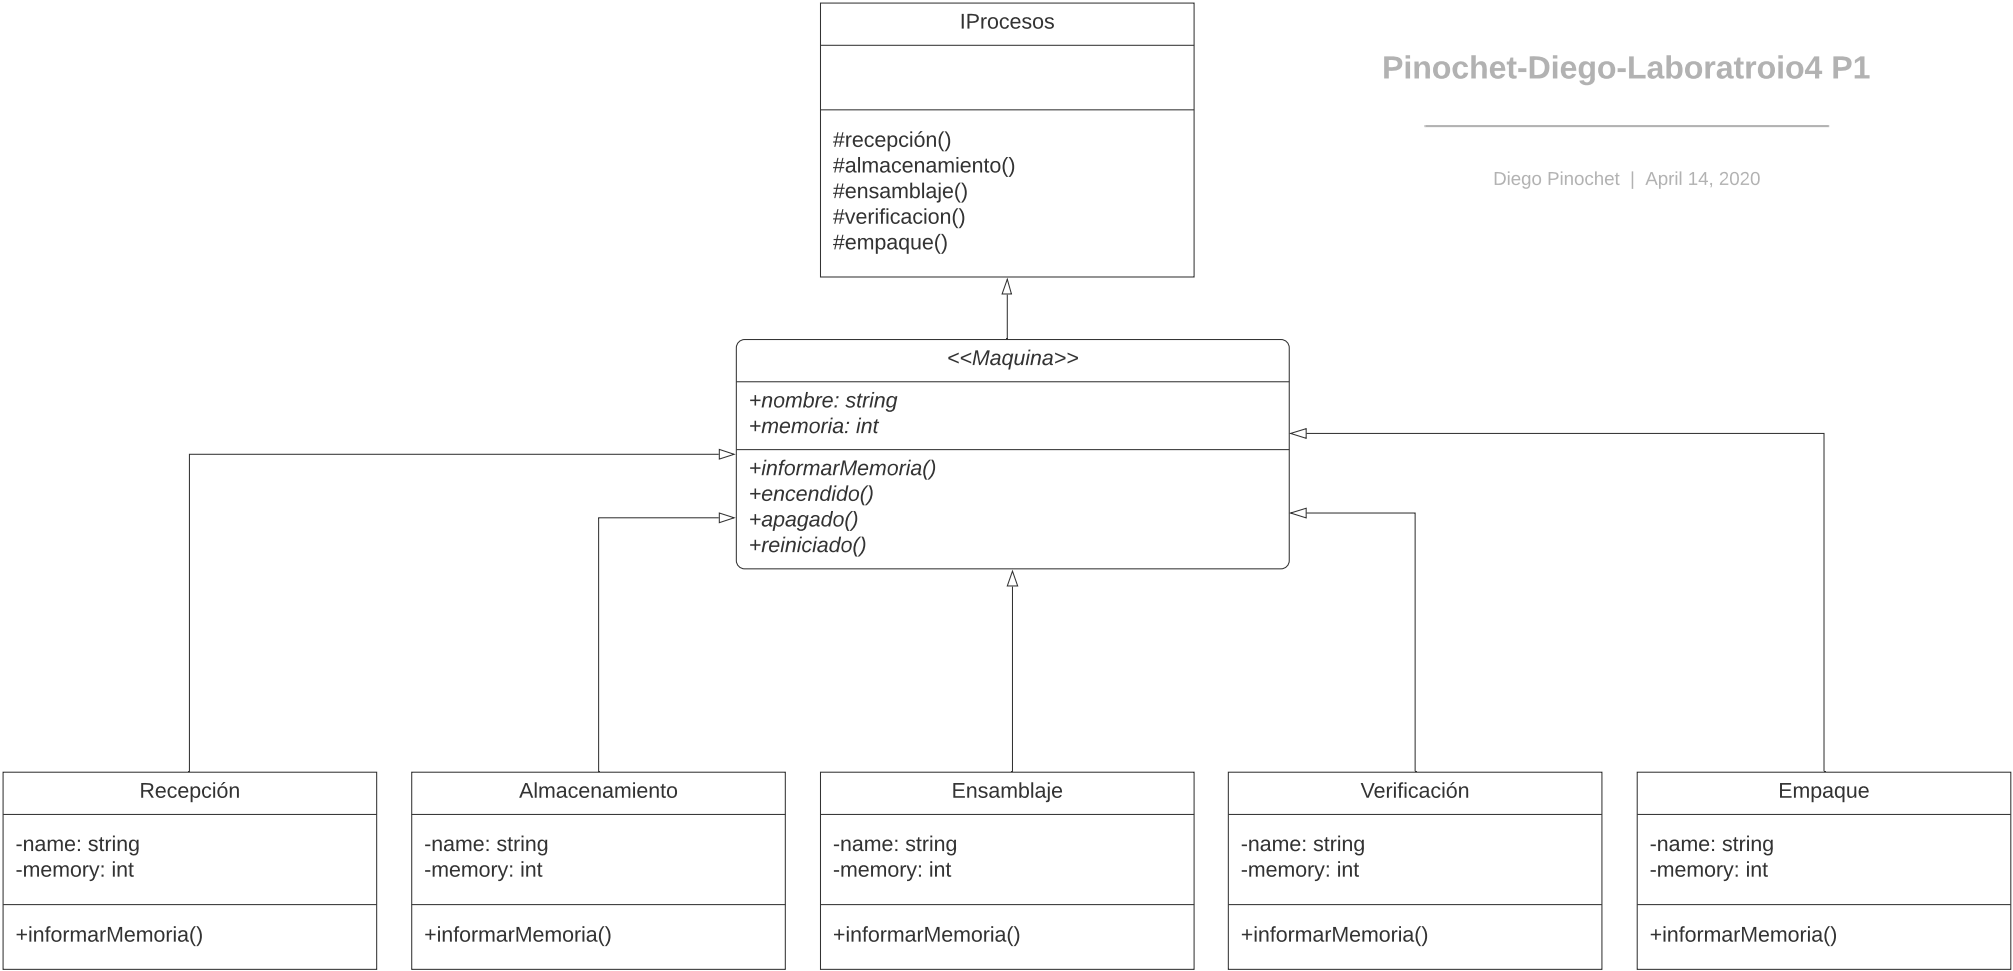 IProcesos
#recepción()
#almacenamiento()
#ensamblaje()
#verificacion()
#empaque()
Pinochet-Diego-Laboratroio4 P1
Diego Pinochet | April 14, 2020
<<Maquina>>
+nombre: string
+memoria: int
+informarMemoria()
+encendido()
+apagado()
+reiniciado()
Recepción
-name: string
-memory: int
+informarMemoria()
Almacenamiento
-name: string
-memory: int
+informarMemoria()
Ensamblaje
-name: string
-memory: int
+informarMemoria()
Verificación
-name: string
-memory: int
+informarMemoria()
Empaque
-name: string
-memory: int
+informarMemoria()